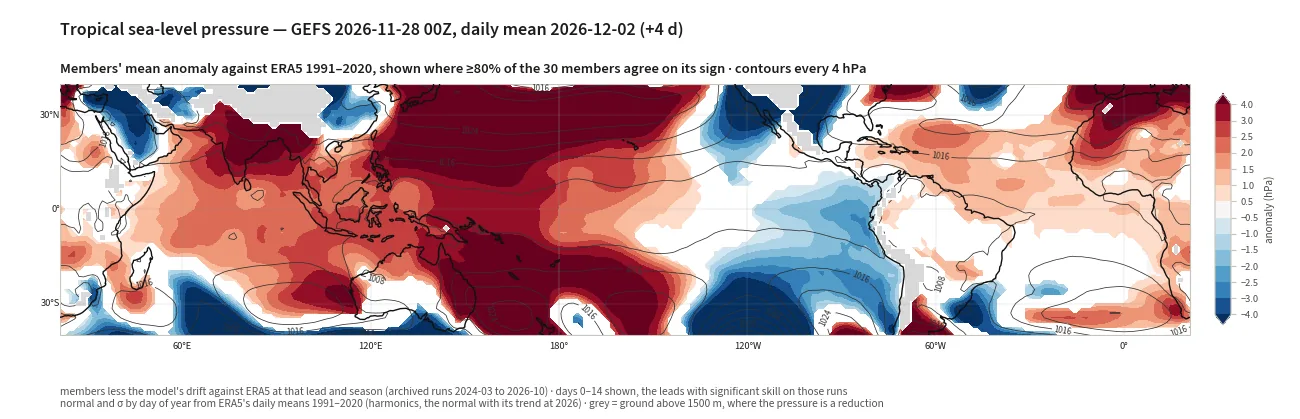 Tropical sea-level pressure — GEFS 2026-11-28 00Z, daily mean 2026-12-02 (+4 d)
Members' mean anomaly against ERA5 1991–2020, shown where ≥80% of the 30 members agree on its sign · contours every 4 hPa
30°N
0°
30°S
60°E
120°E
180°
120°W
60°W
0°
1016
1016
1016
1016
1008
1016
1016
1016
1024
1008
1016
1016
4.0
3.0
2.5
2.0
1.5
1.0
0.5
−0.5
−1.0
−1.5
−2.0
−2.5
−3.0
−4.0
anomaly (hPa)
members less the model's drift against ERA5 at that lead and season (archived runs 2024-03 to 2026-10) · days 0–14 shown, the leads with significant skill on those runs
normal and σ by day of year from ERA5's daily means 1991–2020 (harmonics, the normal with its trend at 2026) · grey = ground above 1500 m, where the pressure is a reduction